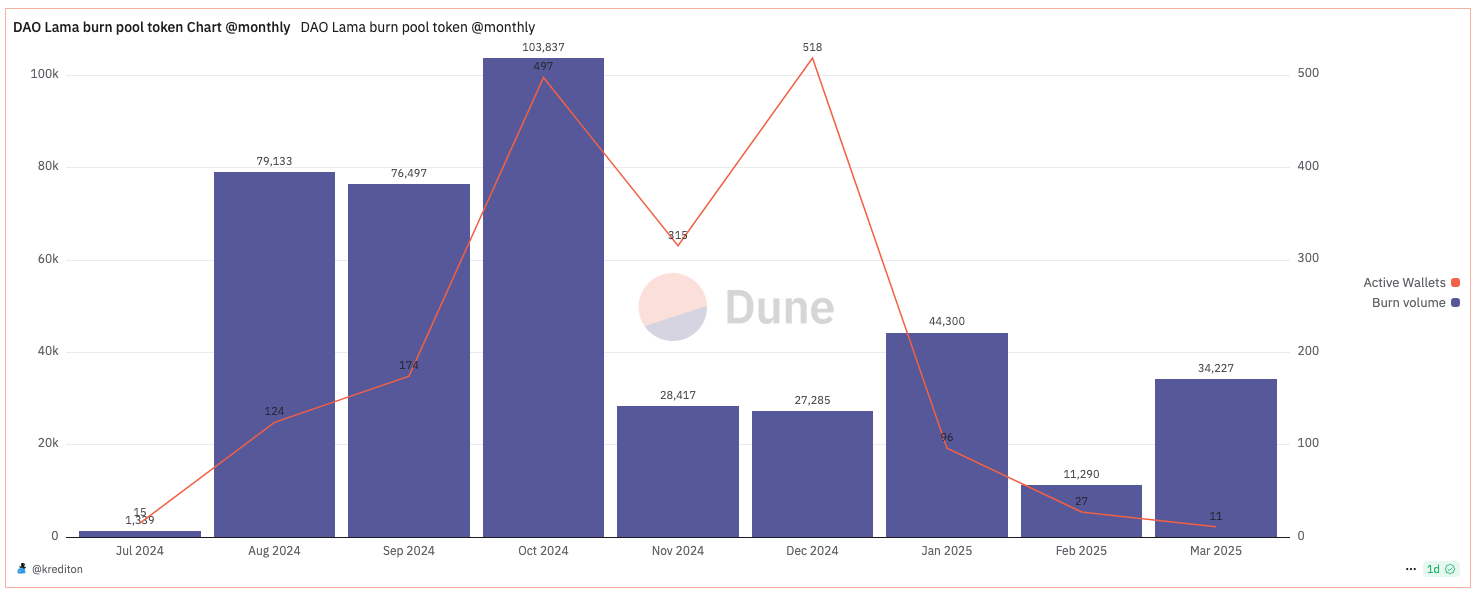 DAO Lama burn pool token Chart @monthly DAO Lama burn pool token @monthly
103,837
518
497
100k
500
79,133
80k
400
76,497
315
60k
300
Active Wallets
Burn volume
Dune
44,300
40k
200
174
34,227
28,417
27,285
124
20k
96
100
11,290
27
15
1,339
11
0
0
Jul 2024
Aug 2024
Sep 2024
Oct 2024
Nov 2024
Dec 2024
Jan 2025
Feb 2025
Mar 2025
@krediton
1d